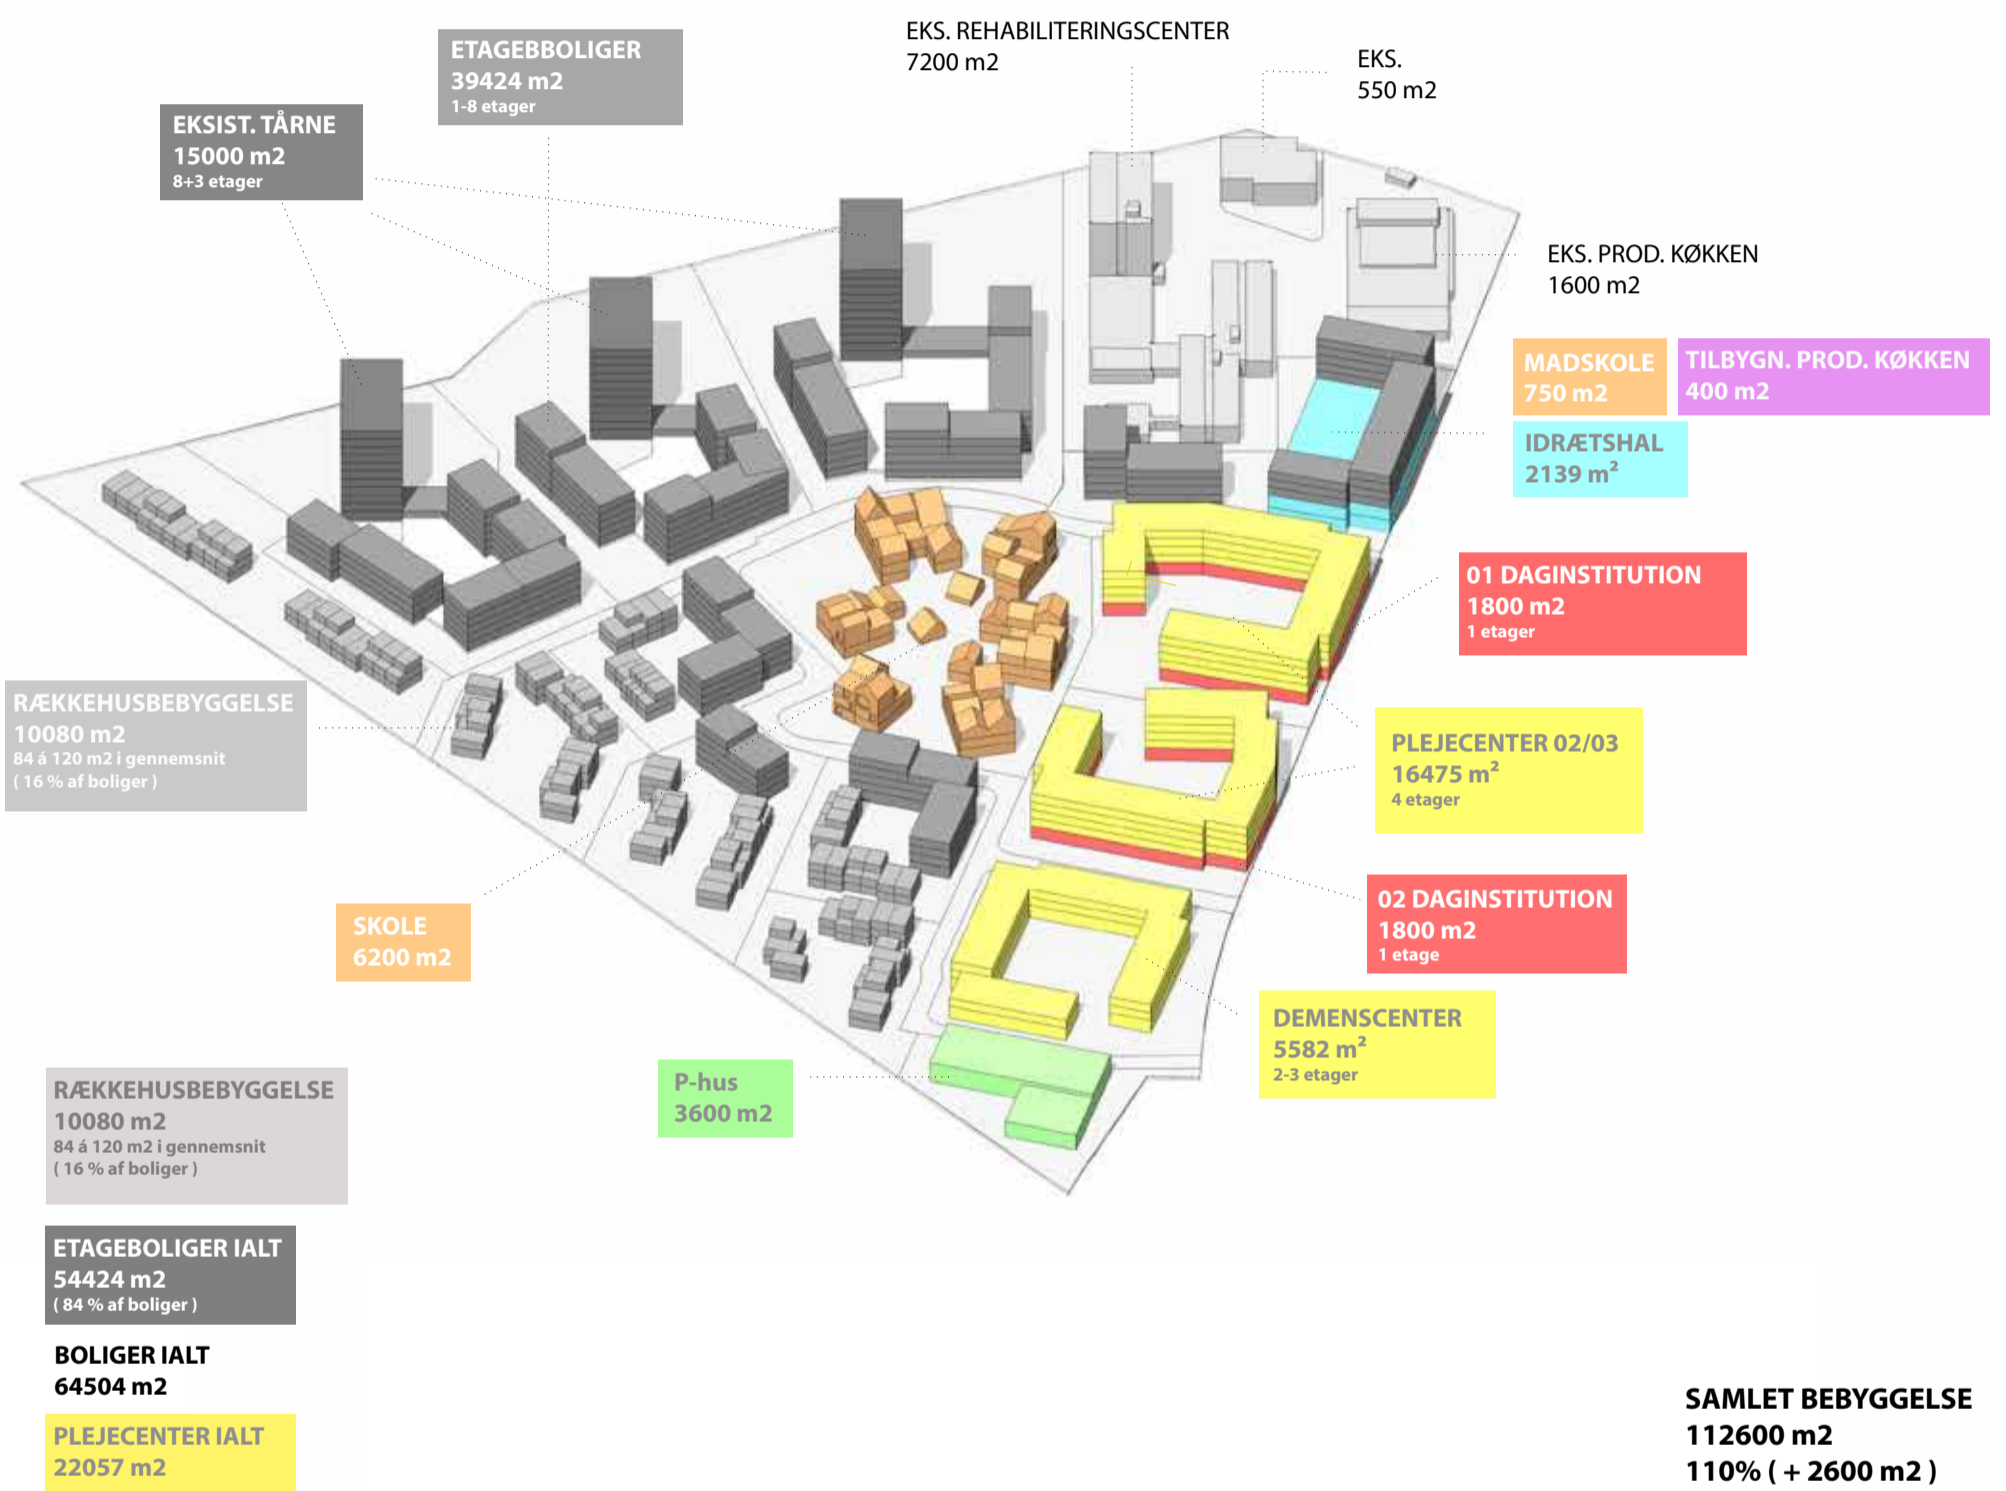 EKS. REHABILITERINGSCENTER
7200 m2
EKS.
550 m2
ETAGEBBOLIGER
39424 m2
1-8 etager
EKSIST. TÅRNE
15000 m2
8+3 etager
EKS. PROD. KØKKEN
1600 m2
MADSKOLE
750 m2
TILBYGN. PROD. KØKKEN
400 m2
IDRÆTSHAL
2139 m²
01 DAGINSTITUTION
1800 m2
1 etager
RÆKKEHUSBEBYGGELSE
10080 m2
84 á 120 m2 i gennemsnit
( 16 % af boliger )
PLEJECENTER 02/03
16475 m²
4 etager
02 DAGINSTITUTION
1800 m2
1 etage
SKOLE
6200 m2
DEMENSCENTER
5582 m²
2-3 etager
P-hus
3600 m2
RÆKKEHUSBEBYGGELSE
10080 m2
84 á 120 m2 i gennemsnit
( 16 % af boliger )
ETAGEBOLIGER IALT
54424 m2
( 84 % af boliger )
BOLIGER IALT
64504 m2
PLEJECENTER IALT
22057 m2
SAMLET BEBYGGELSE
112600 m2
110% ( + 2600 m2 )